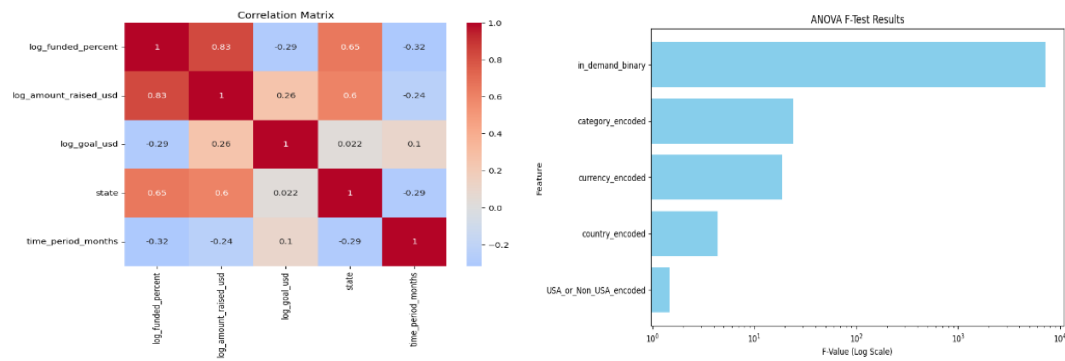 Correlation Matrix
log_funded_percent 1 0.83 -0.29 0.65 -0.32
log_amount_raised_usd 0.83 1 0.26 0.6 -0.24
log_goal_usd -0.29 0.26 1 0.022 0.1
state 0.65 0.6 0.022 1 -0.29
time_period_months -0.32 -0.24 0.1 -0.29 1
log_funded_percent
log_amount_raised_usd
log_goal_usd
state
time_period_months
1.0
0.8
0.6
0.4
0.2
0.0
−0.2
ANOVA F-Test Results
Feature
in_demand_binary
category_encoded
currency_encoded
country_encoded
USA_or_Non_USA_encoded
10⁰ 10¹ 10² 10³ 10⁴
F-Value (Log Scale)